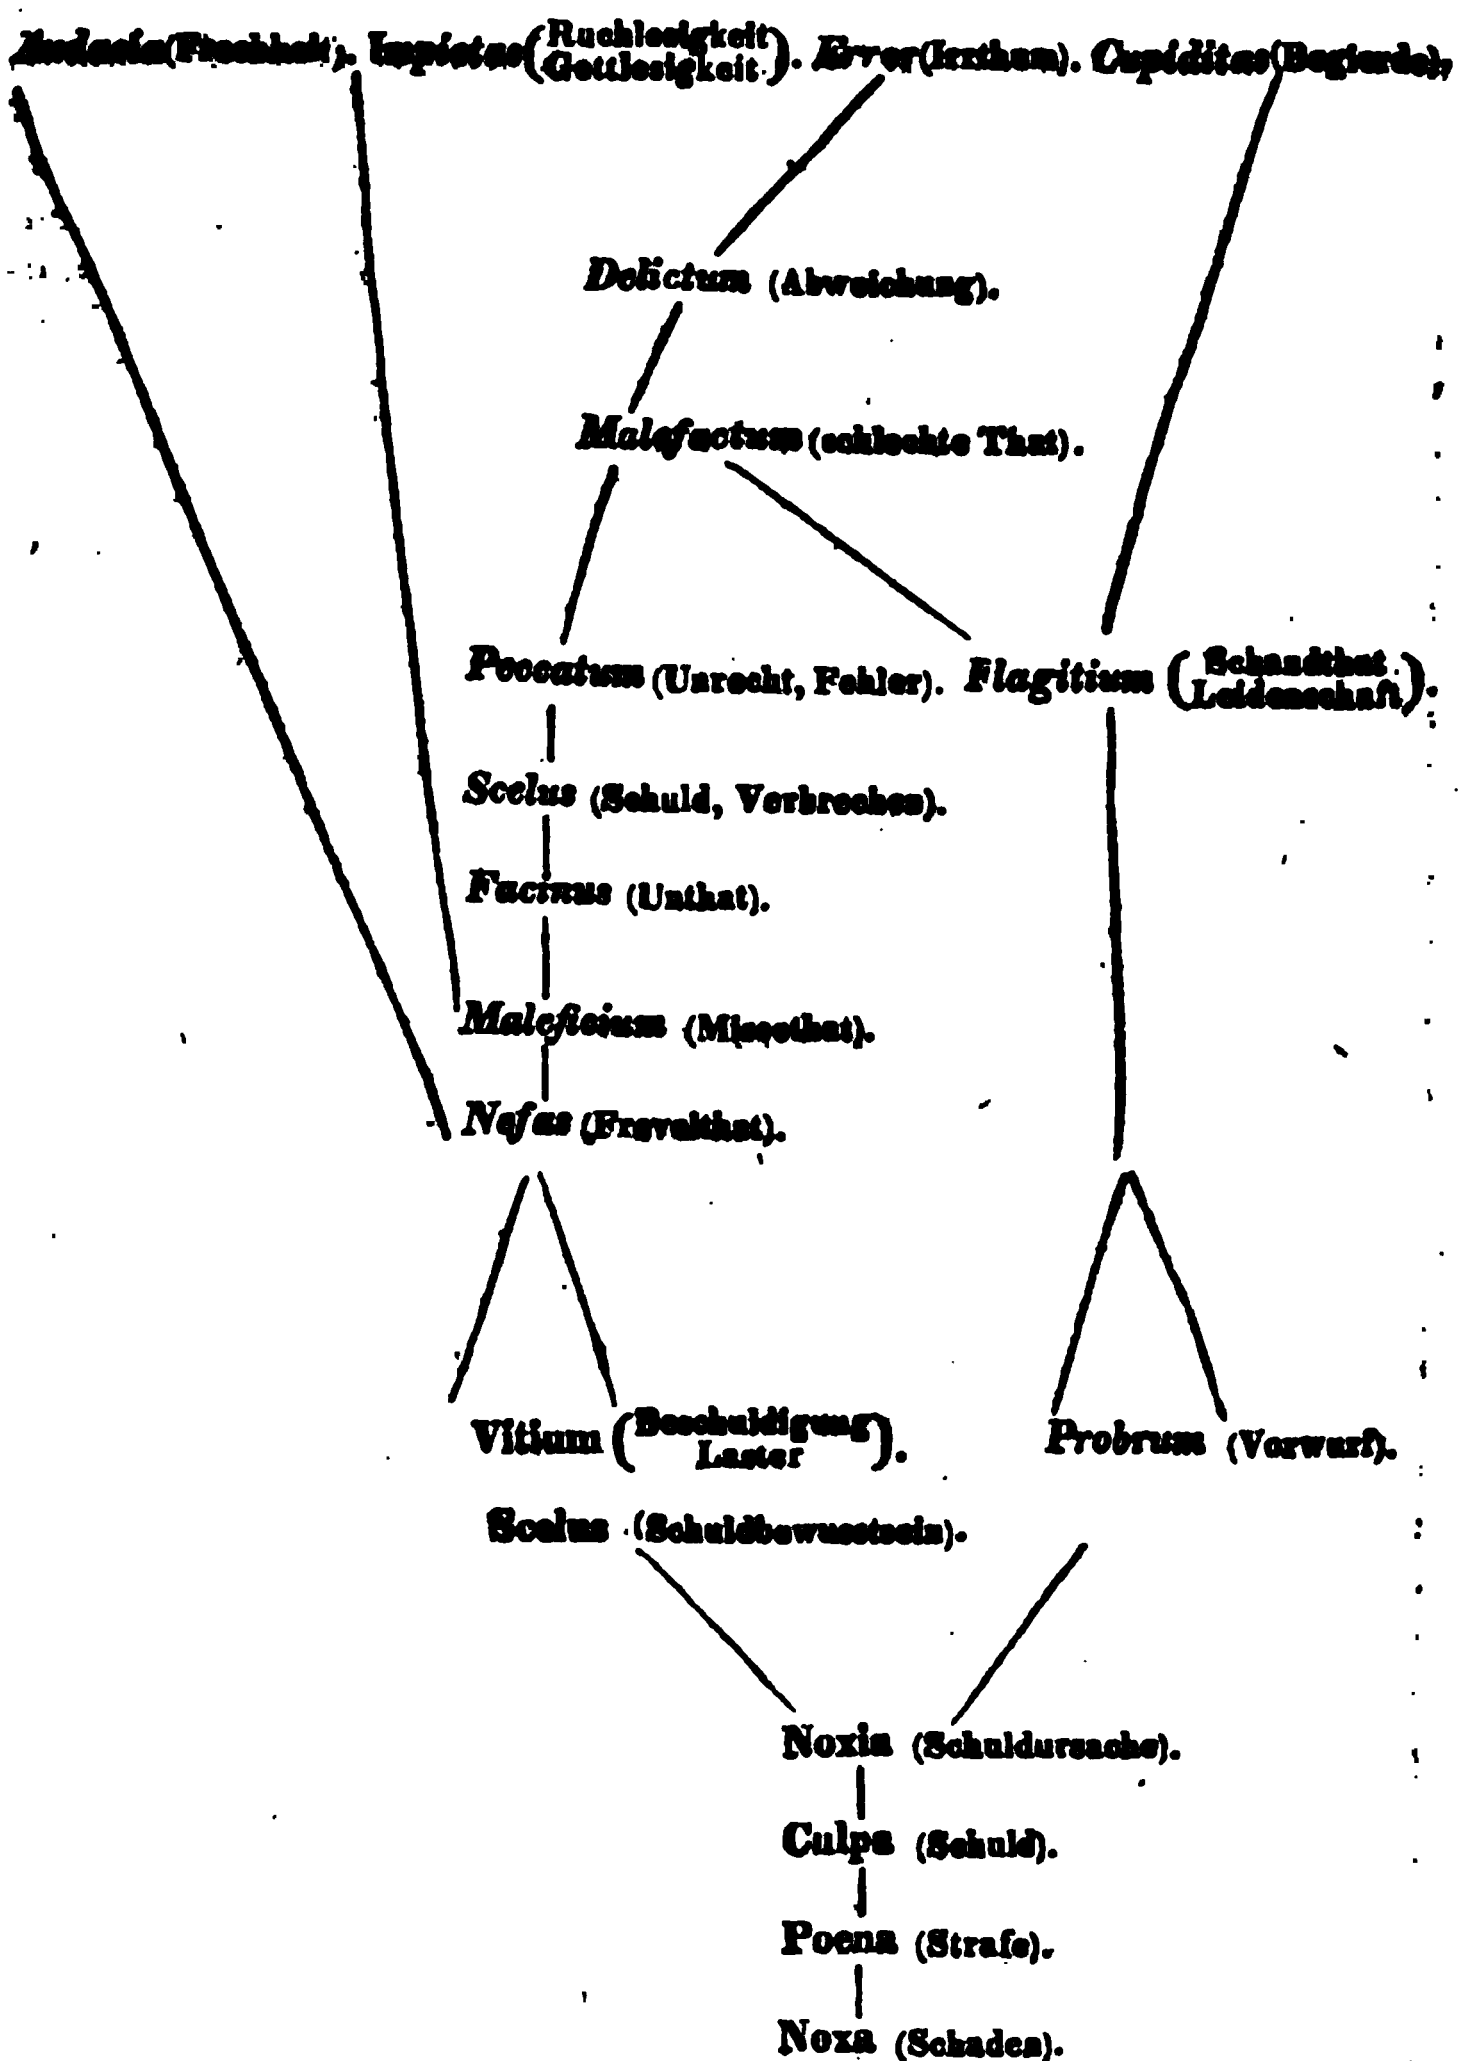 Audacia (Frechheit). Impietas (Ruchlosigkeit Gottlosigkeit). Error (Irrthum). Cupiditas (Begierde).
Delictum (Abweichung).
Malefactum (schlechte That).
Peccatum (Unrecht, Fehler). Flagitium (Schandthat Leidenschaft).
Scelus (Schuld, Verbrechen).
Facinus (Unthat).
Maleficium (Missethat).
Nefas (Frevelthat).
Vitium (Beschuldigung Laster). Probrum (Vorwurf).
Scelus (Schuldbewusstsein).
Noxia (Schuldursache).
Culpa (Schuld).
Poena (Strafe).
Noxa (Schaden).